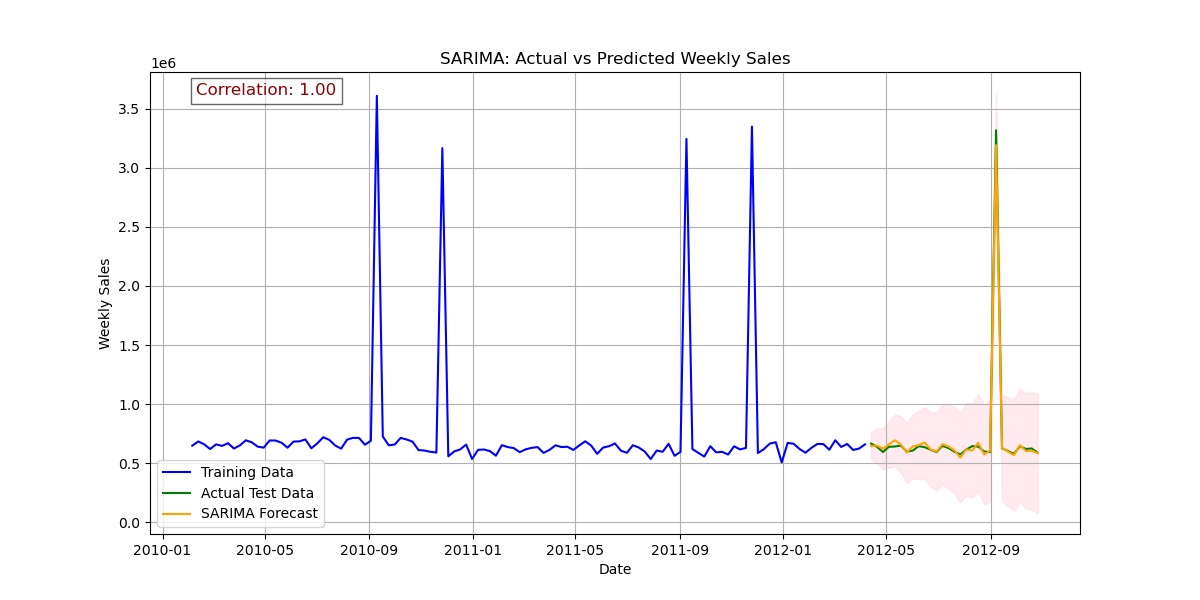 SARIMA: Actual vs Predicted Weekly Sales
1e6
Correlation: 1.00
3.5
3.0
2.5
2.0
1.5
1.0
0.5
0.0
Weekly Sales
Training Data
Actual Test Data
SARIMA Forecast
2010-01 2010-05 2010-09 2011-01 2011-05 2011-09 2012-01 2012-05 2012-09
Date